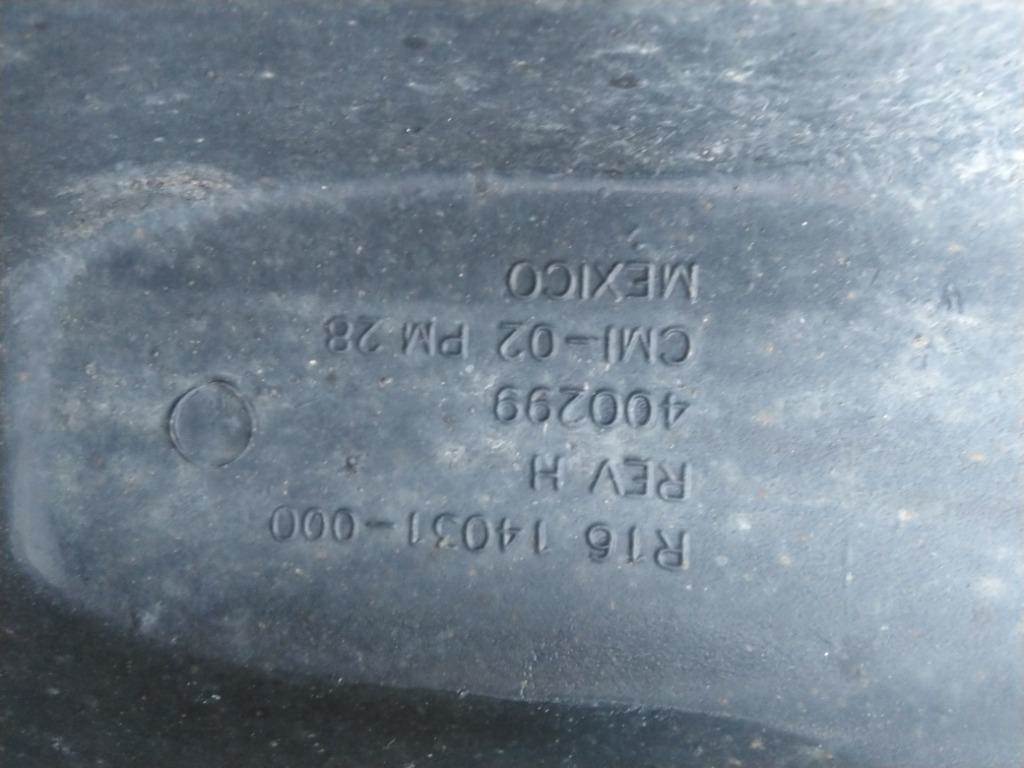 R16 14031-000
REV H
400299
CMI-02 PM 28
MEXICO